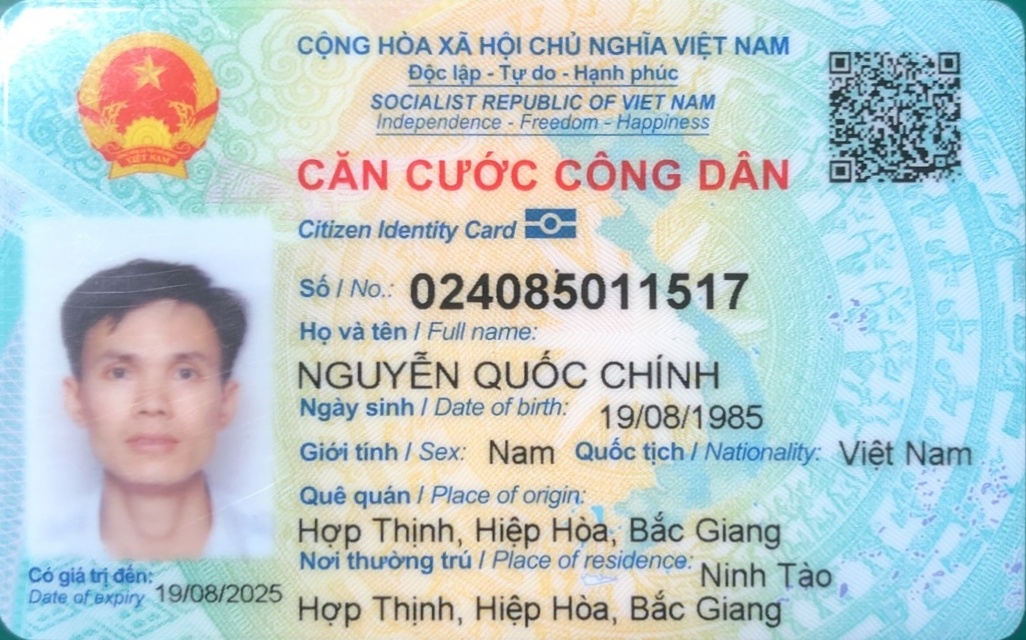 CỘNG HÒA XÃ HỘI CHỦ NGHĨA VIỆT NAM
Độc lập - Tự do - Hạnh phúc
SOCIALIST REPUBLIC OF VIET NAM
Independence - Freedom - Happiness
CĂN CƯỚC CÔNG DÂN
Citizen Identity Card
VIỆT NAM
Số / No.: 024085011517
Họ và tên / Full name:
NGUYỄN QUỐC CHÍNH
Ngày sinh / Date of birth: 19/08/1985
Giới tính / Sex: Nam Quốc tịch / Nationality: Việt Nam
Quê quán / Place of origin:
Hợp Thịnh, Hiệp Hòa, Bắc Giang
Nơi thường trú / Place of residence: Ninh Tào
Hợp Thịnh, Hiệp Hòa, Bắc Giang
Có giá trị đến: 19/08/2025
Date of expiry